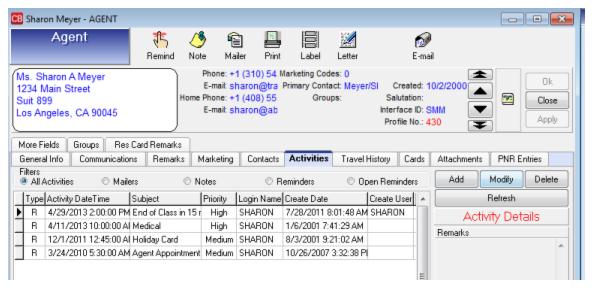 CB Sharon Meyer - AGENT
Agent
Remind Note Mailer Print Label Letter E-mail
Ms. Sharon A Meyer
1234 Main Street
Suit 899
Los Angeles, CA 90045
Phone: +1 (310) 54 Marketing Codes: 0
E-mail: sharon@tra Primary Contact: Meyer/SI Created: 10/2/2000
Home Phone: +1 (408) 55 Groups: Salutation:
E-mail: sharon@ab Interface ID: SMM
Profile No.: 430
Ok
Close
Apply
More Fields Groups Res Card Remarks
General Info Communications Remarks Marketing Contacts Activities Travel History Cards Attachments PNR Entries
Filters
All Activities Mailers Notes Reminders Open Reminders
Add Modify Delete
Refresh
Activity Details
Remarks
Type Activity DateTime Subject Priority Login Name Create Date Create User
R 4/29/2013 2:00:00 PM End of Class in 15 r High SHARON 7/28/2011 8:01:48 AM SHARON
R 4/11/2013 10:00:00 AI Medical High SHARON 1/6/2001 7:41:29 AM
R 12/1/2011 12:45:00 AI Holiday Card Medium SHARON 8/3/2001 9:21:02 AM
R 3/24/2010 5:30:00 AM Agent Appointment Medium SHARON 10/26/2007 3:32:38 PI